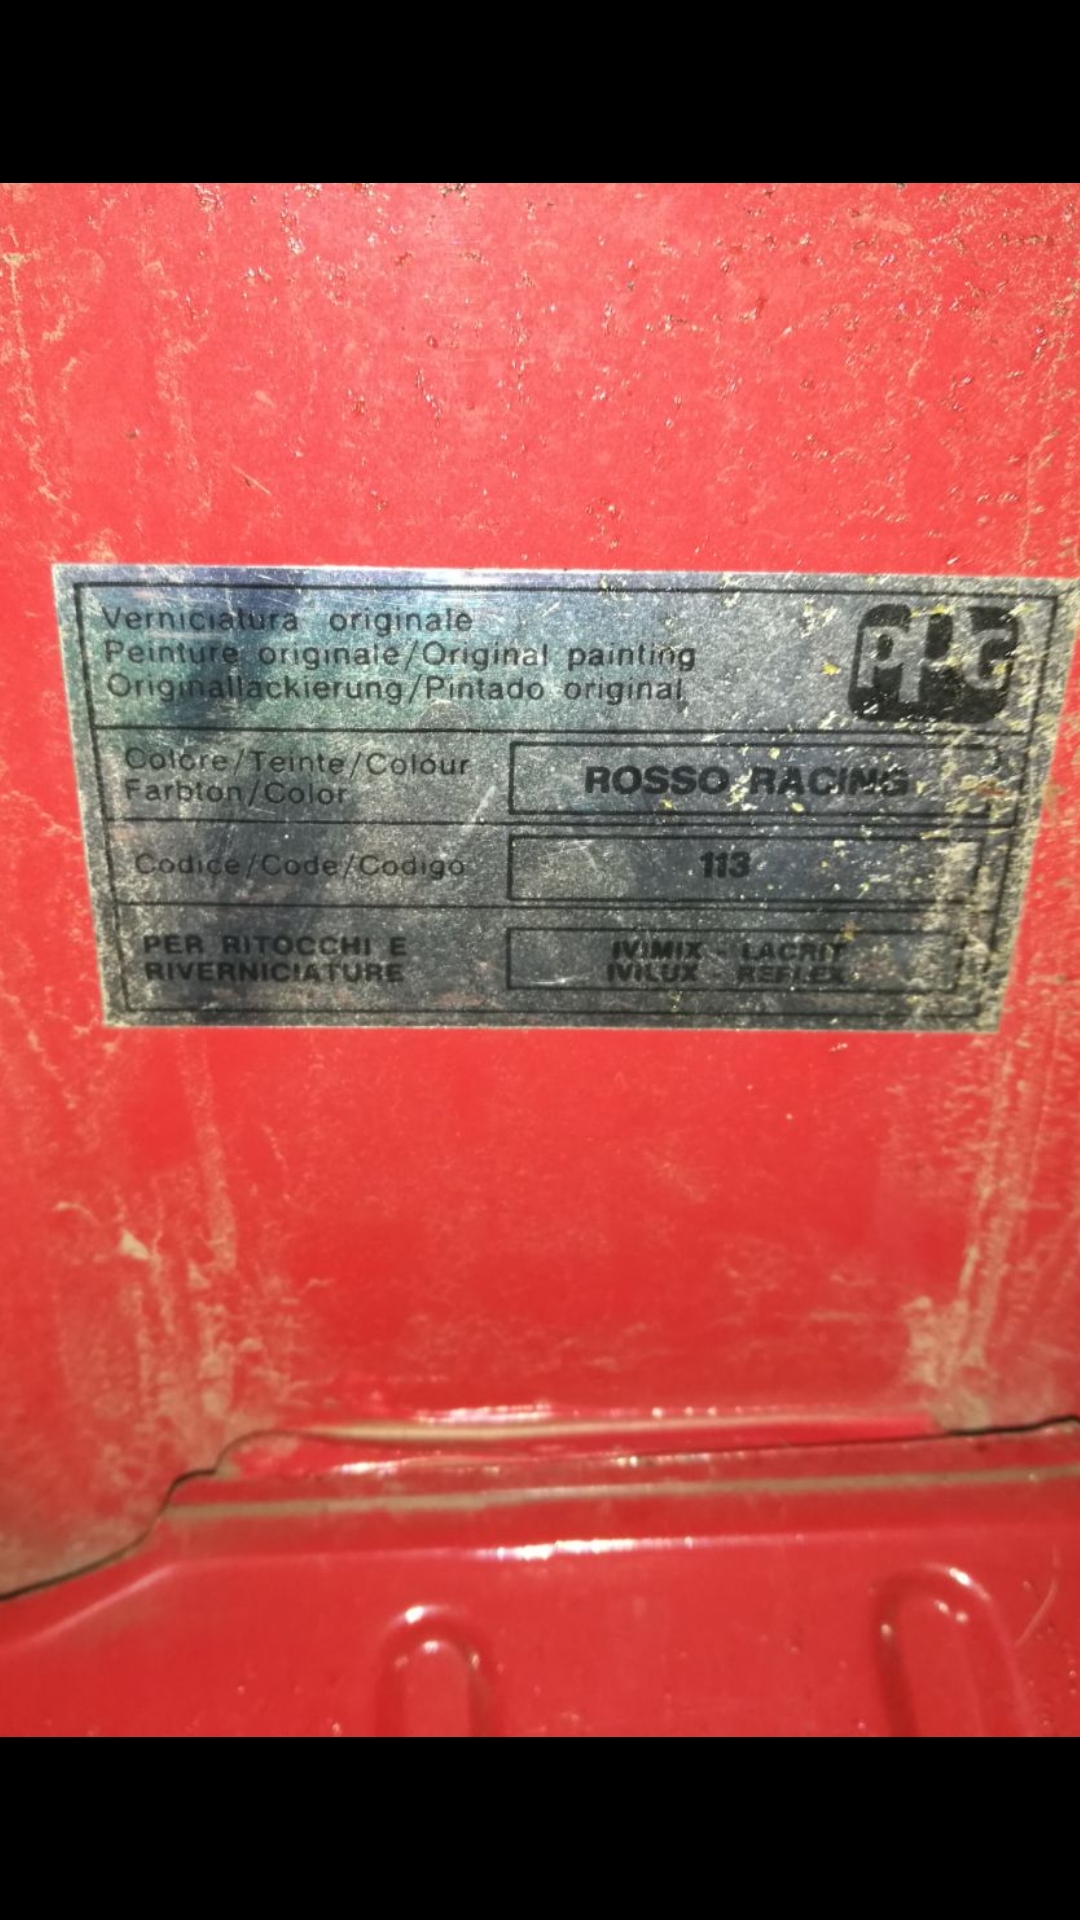 Verniciatura originale
Peinture originale/Original painting
Originallackierung/Pintado original
PPG
Colore/Teinte/Colour
Farbton/Color
ROSSO RACING
Codice/Code/Codigo
113
PER RITOCCHI E
RIVERNICIATURE
IVIMIX - LACRIT
IVILUX - REFLEX